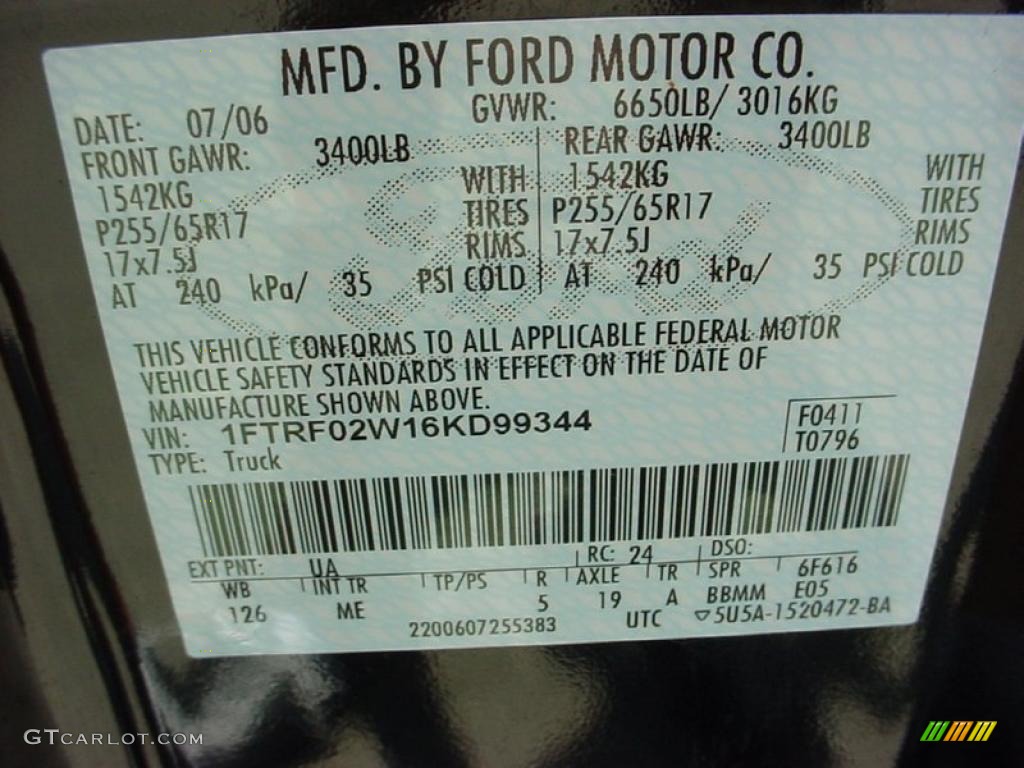 MFD. BY FORD MOTOR CO.
DATE: 07/06 GVWR: 6650LB/ 3016KG
FRONT GAWR: 3400LB REAR GAWR: 3400LB
1542KG WITH 1542KG WITH
P255/65R17 TIRES P255/65R17 TIRES
17x7.5J RIMS 17x7.5J RIMS
AT 240 kPa/ 35 PSI COLD AT 240 kPa/ 35 PSI COLD
THIS VEHICLE CONFORMS TO ALL APPLICABLE FEDERAL MOTOR
VEHICLE SAFETY STANDARDS IN EFFECT ON THE DATE OF
MANUFACTURE SHOWN ABOVE.
VIN: 1FTRF02W16KD99344 F0411
TYPE: Truck T0796
EXT PNT: UA RC: 24 DSO:
WB INT TR TP/PS R AXLE TR SPR 6F616
126 ME 5 19 A BBMM E05
2200607255383 UTC ▽5U5A-1520472-BA
GTCARLOT.COM